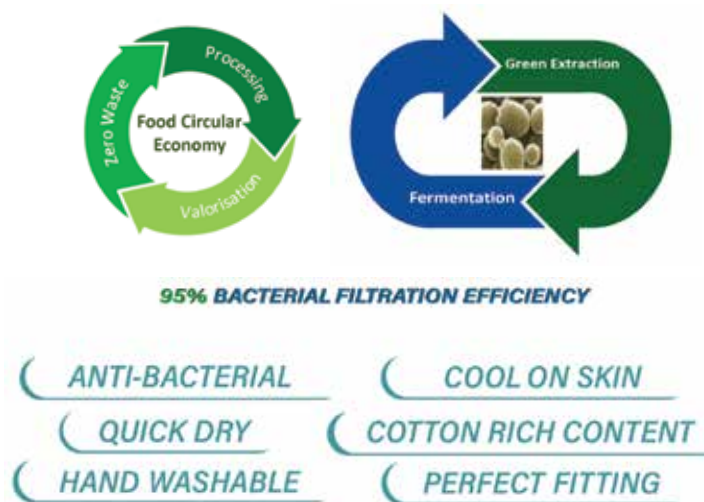 Processing
Zero Waste
Food Circular
Economy
Valorisation
Green Extraction
Fermentation
95% BACTERIAL FILTRATION EFFICIENCY
ANTI-BACTERIAL
COOL ON SKIN
QUICK DRY
COTTON RICH CONTENT
HAND WASHABLE
PERFECT FITTING